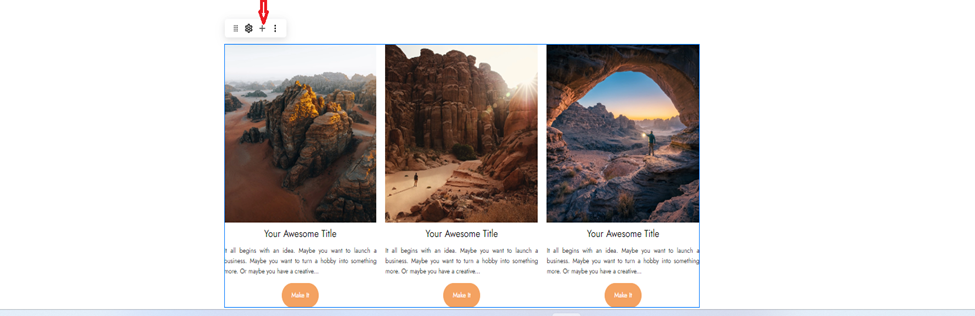 Your Awesome Title
It all begins with an idea. Maybe you want to launch a
business. Maybe you want to turn a hobby into something
more. Or maybe you have a creative...
Make It
Your Awesome Title
It all begins with an idea. Maybe you want to launch a
business. Maybe you want to turn a hobby into something
more. Or maybe you have a creative...
Make It
Your Awesome Title
It all begins with an idea. Maybe you want to launch a
business. Maybe you want to turn a hobby into something
more. Or maybe you have a creative...
Make It